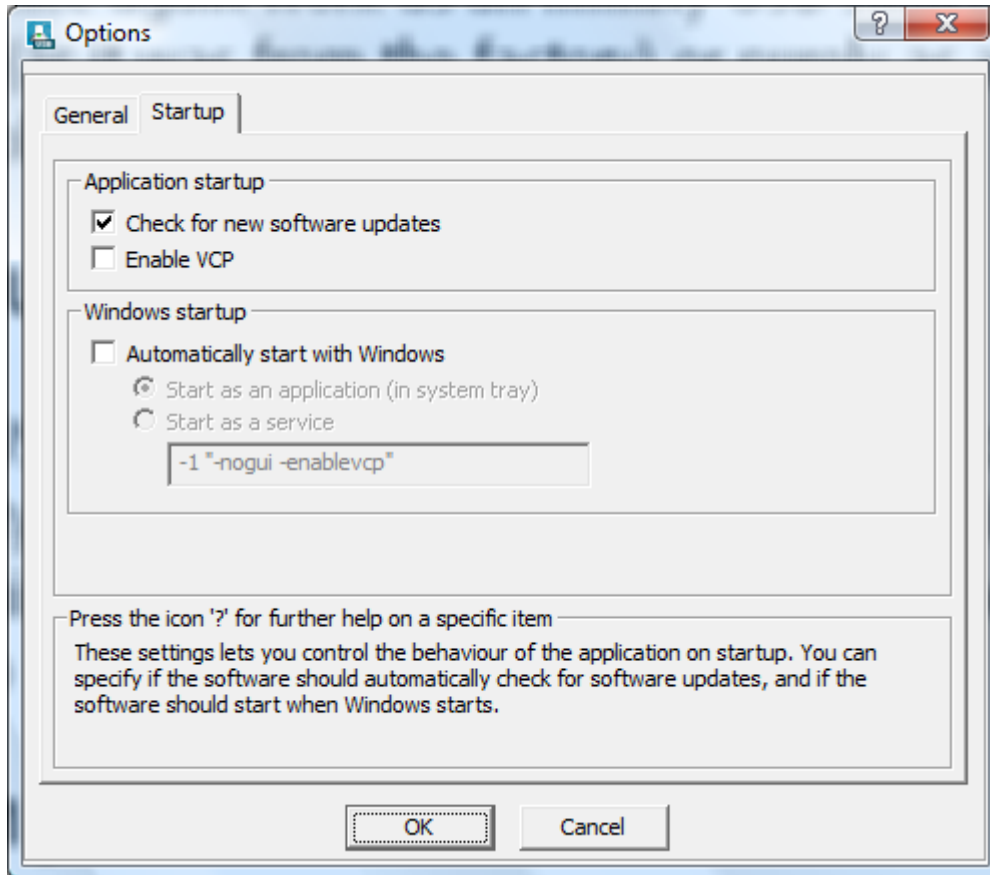 Options
General
Startup
Application startup
Check for new software updates
Enable VCP
Windows startup
Automatically start with Windows
Start as an application (in system tray)
Start as a service
-1 "-nogui -enablevcp"
Press the icon '?' for further help on a specific item
These settings lets you control the behaviour of the application on startup. You can
specify if the software should automatically check for software updates, and if the
software should start when Windows starts.
OK
Cancel